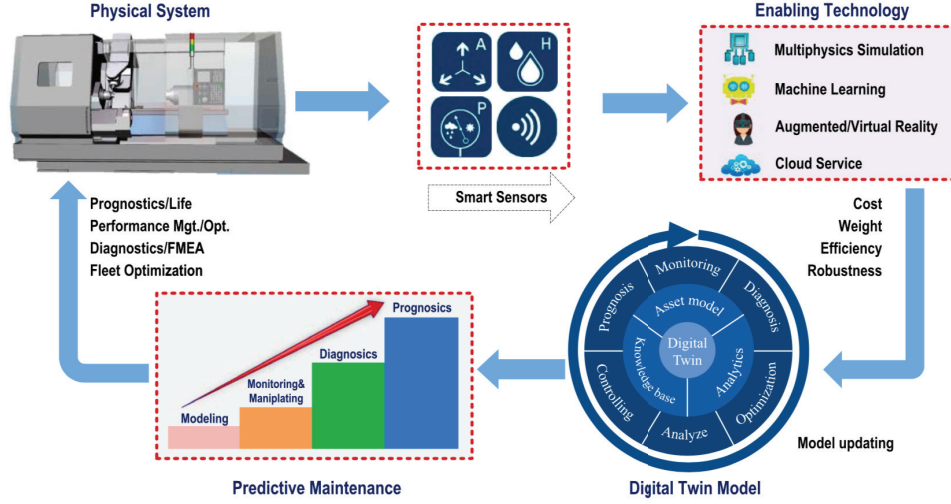 Physical System
Enabling Technology
A
H
P
Smart Sensors
Multiphysics Simulation
Machine Learning
Augmented/Virtual Reality
Cloud Service
Cost
Weight
Efficiency
Robustness
Prognostics/Life
Performance Mgt./Opt.
Diagnostics/FMEA
Fleet Optimization
Modeling
Monitoring&
Maniplating
Diagnosics
Prognosics
Predictive Maintenance
Monitoring
Diagnosis
Optimization
Analyze
Controlling
Prognosis
Asset model
Analytics
Knowledge base
Digital
Twin
Model updating
Digital Twin Model